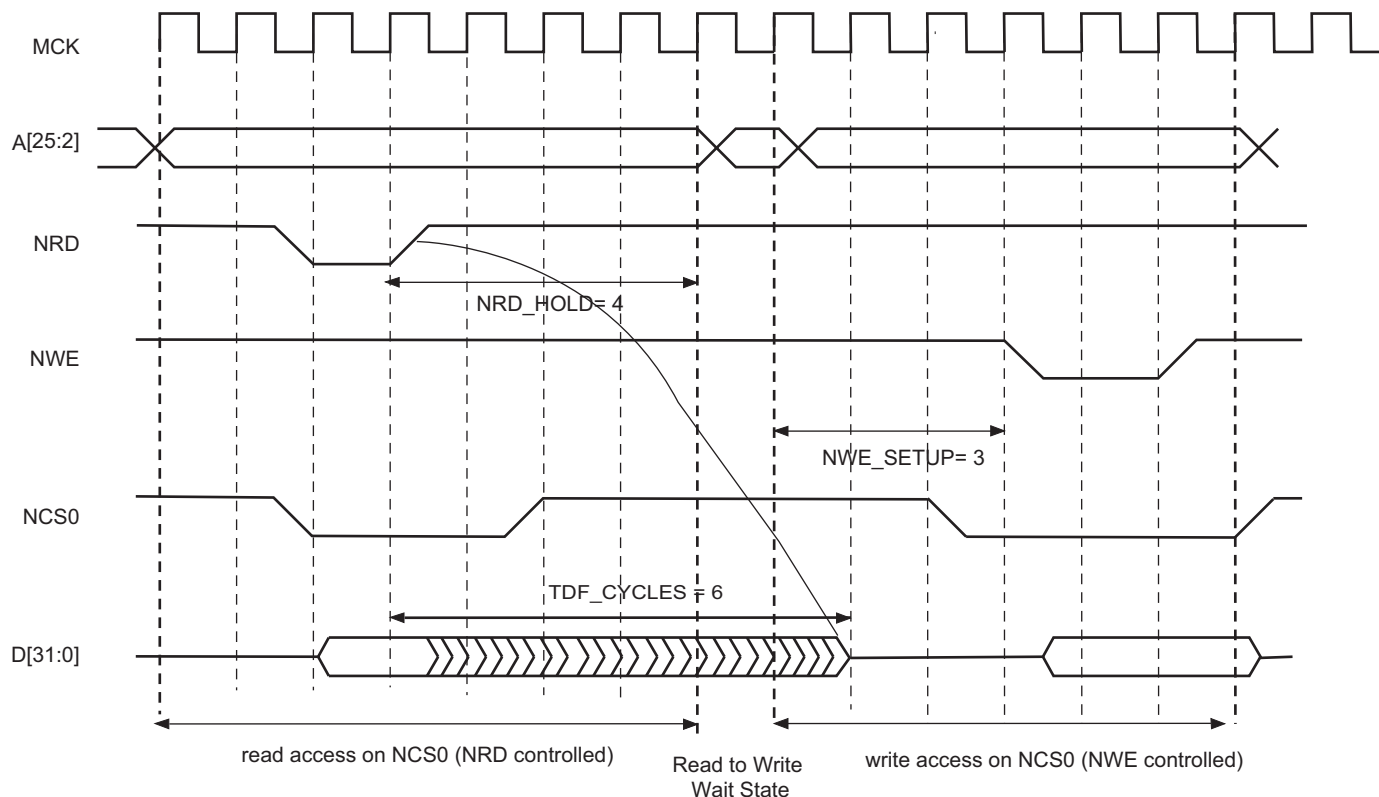 MCK
A[25:2]
NRD
NRD_HOLD= 4
NWE
NWE_SETUP= 3
NCS0
TDF_CYCLES = 6
D[31:0]
read access on NCS0 (NRD controlled)
Read to Write
Wait State
write access on NCS0 (NWE controlled)